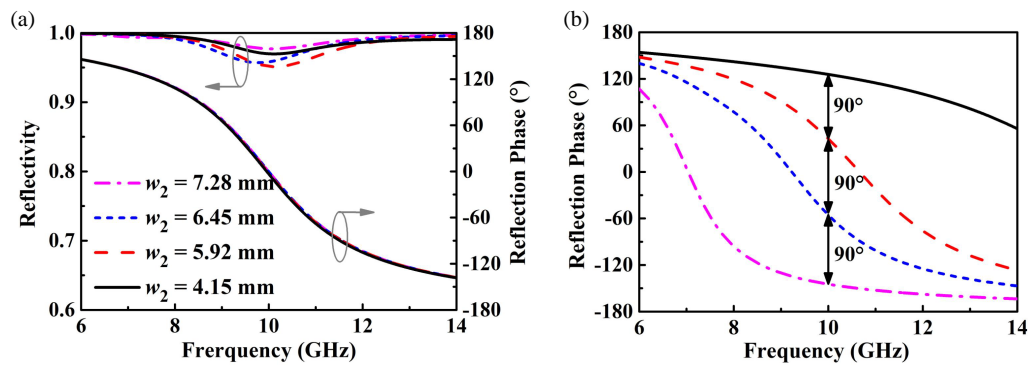 (a)
1.0
0.9
0.8
0.7
0.6
Reflectivity
w2 = 7.28 mm
w2 = 6.45 mm
w2 = 5.92 mm
w2 = 4.15 mm
6 8 10 12 14
Frerquency (GHz)
180
120
60
0
-60
-120
-180
Reflection Phase (°)
(b)
180
120
60
0
-60
-120
-180
Reflection Phase (°)
90°
90°
90°
6 8 10 12 14
Frequency (GHz)